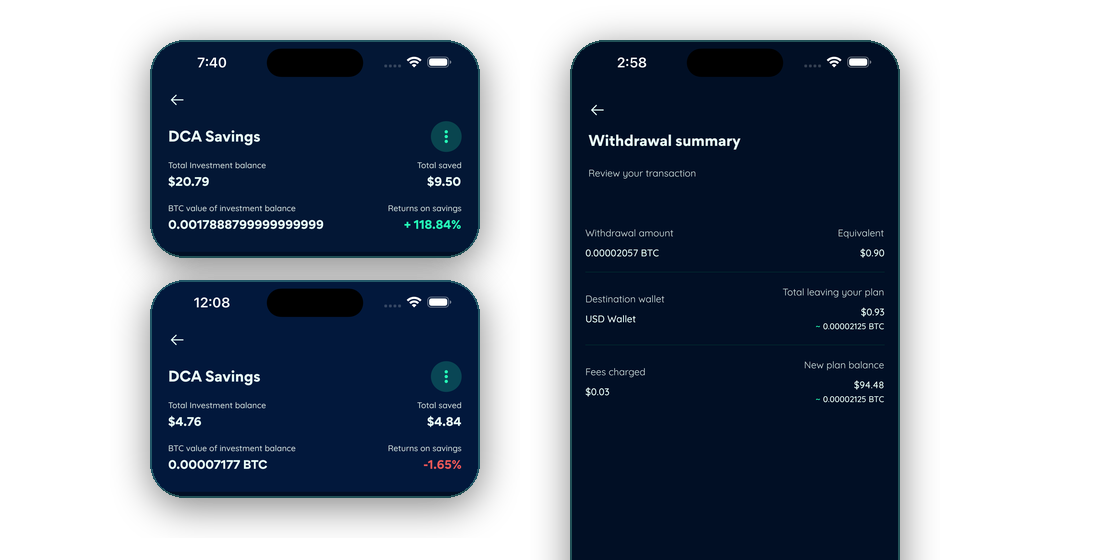 7:40
DCA Savings
Total Investment balance
Total saved
$20.79
$9.50
BTC value of investment balance
Returns on savings
0.0017888799999999999
+118.84%
12:08
DCA Savings
Total Investment balance
Total saved
$4.76
$4.84
BTC value of investment balance
Returns on savings
0.00007177 BTC
-1.65%
2:58
Withdrawal summary
Review your transaction
Withdrawal amount
Equivalent
0.00002057 BTC
$0.90
Destination wallet
Total leaving your plan
USD Wallet
$0.93
~ 0.00002125 BTC
Fees charged
New plan balance
$0.03
$94.48
~ 0.00002125 BTC